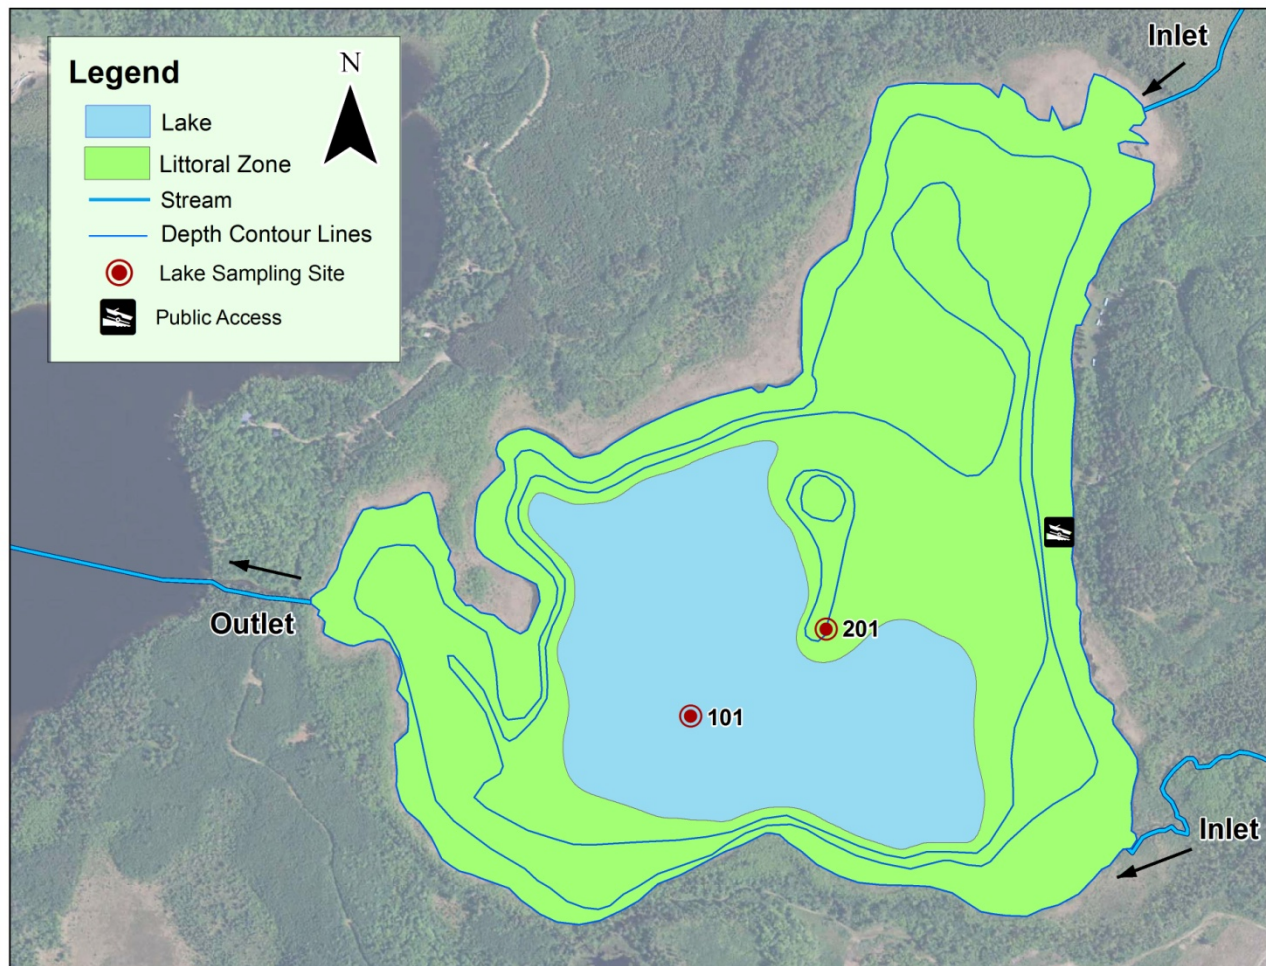 Legend
N
Lake
Littoral Zone
Stream
Depth Contour Lines
Lake Sampling Site
Public Access
Inlet
Outlet
201
101
Inlet